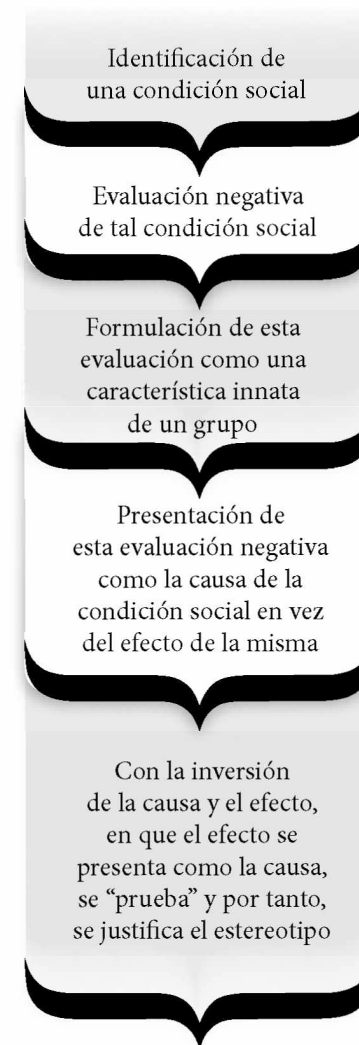 Identificación de
una condición social
Evaluación negativa
de tal condición social
Formulación de esta
evaluación como una
característica innata
de un grupo
Presentación de
esta evaluación negativa
como la causa de la
condición social en vez
del efecto de la misma
Con la inversión
de la causa y el efecto,
en que el efecto se
presenta como la causa,
se “prueba” y por tanto,
se justifica el estereotipo